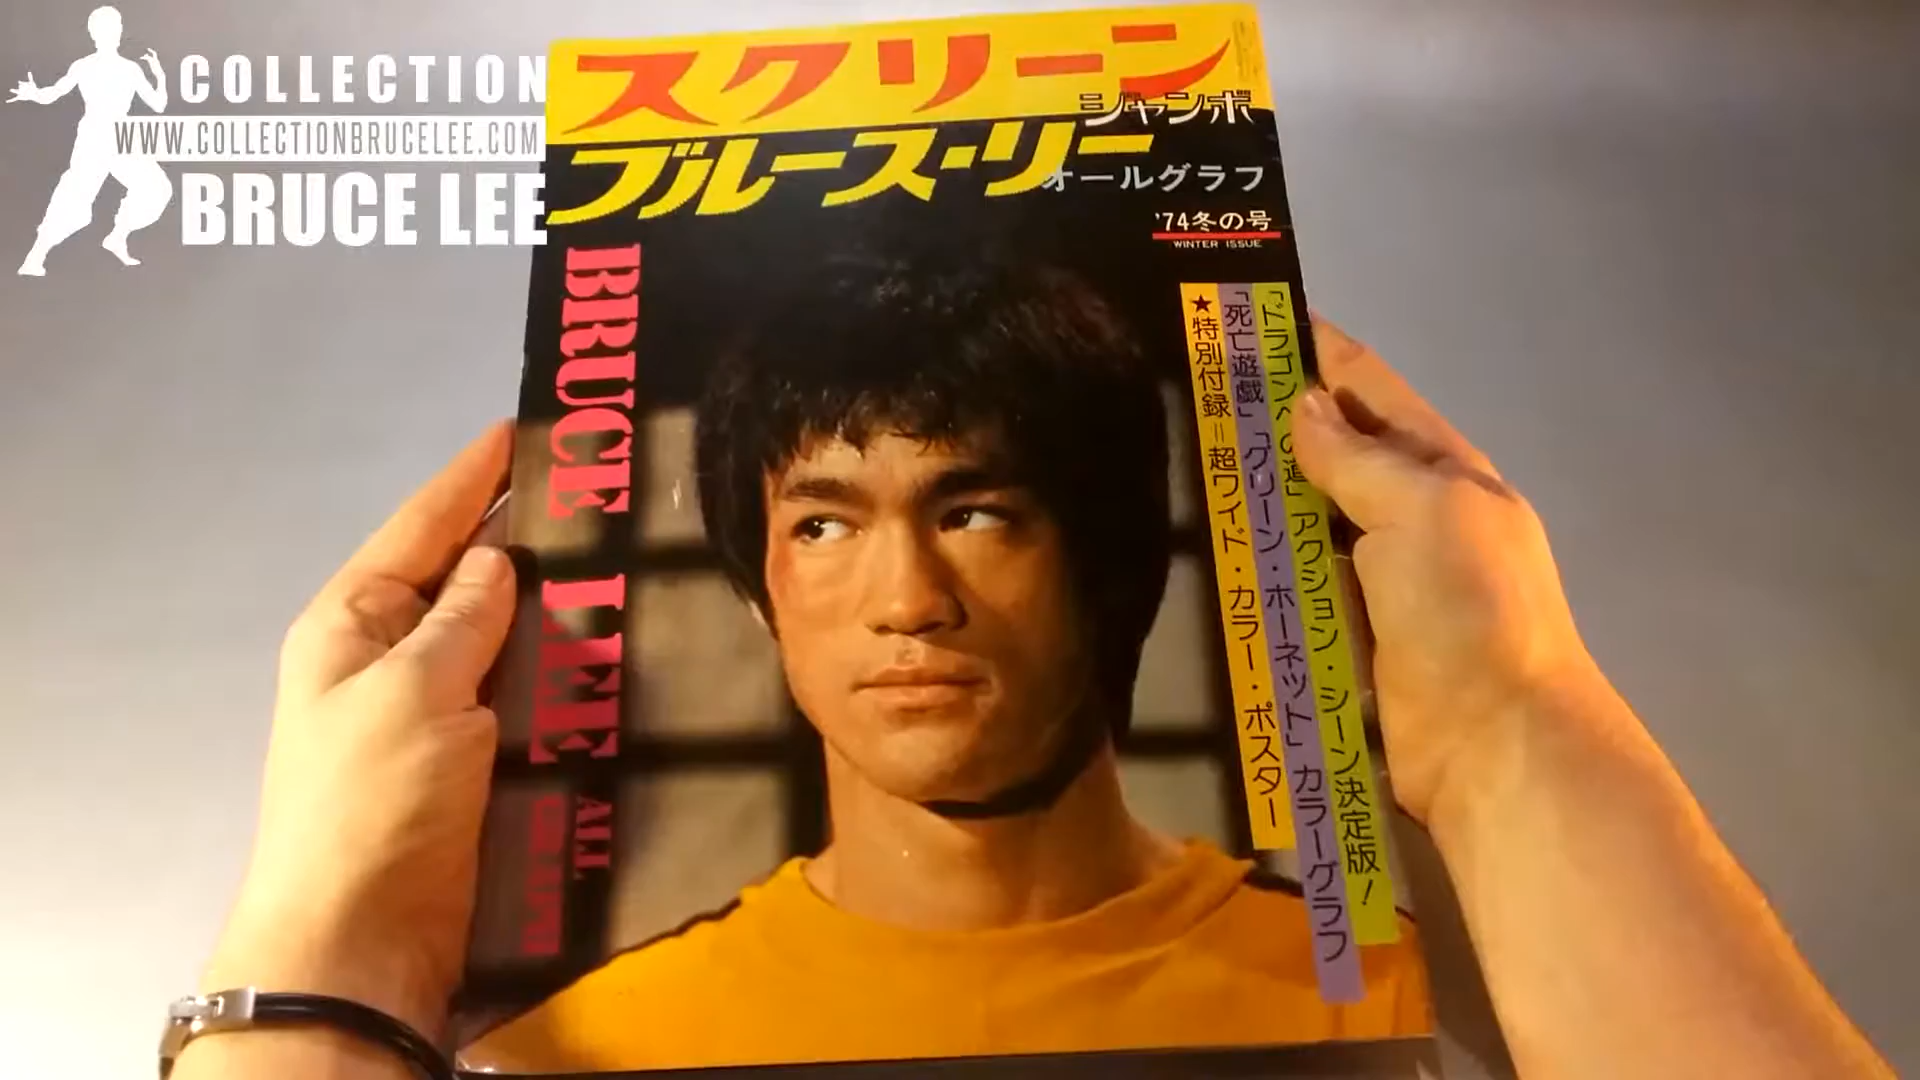 COLLECTION
WWW.COLLECTIONBRUCELEE.COM
BRUCE LEE
スクリーン
ジャンボ
ブルース・リー
オールグラフ
'74冬の号
WINTER ISSUE
BRUCE LEE
ALL
GRAPH
「ドラゴンへの道」アクション・シーン決定版!
「死亡遊戯」「グリーン・ホーネット」カラーグラフ
★特別付録=超ワイド・カラー・ポスター